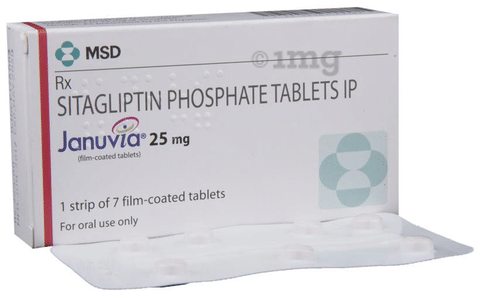 MSD
©1mg
Rx
SITAGLIPTIN PHOSPHATE TABLETS IP
Januvia® 25 mg
(film-coated tablets)
1 strip of 7 film-coated tablets
For oral use only